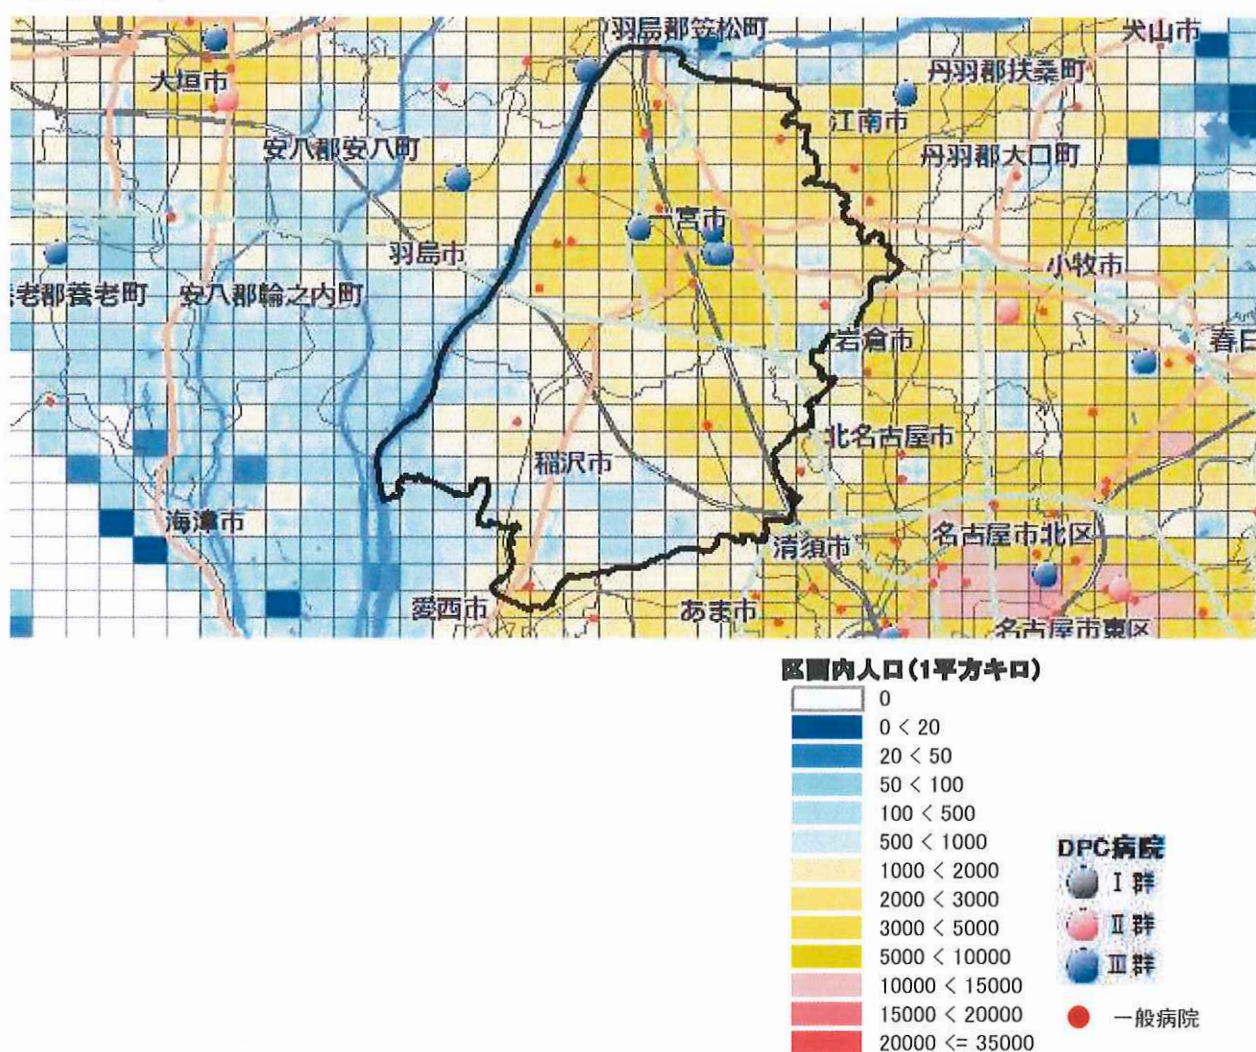 羽島郡笠松町
犬山市
大垣市
丹羽郡扶桑町
江南市
安八郡安八町
丹羽郡大口町
一宮市
羽島市
小牧市
老郡養老町
安八郡輪之内町
岩倉市
春日
北名古屋市
稲沢市
海津市
名古屋市北区
清須市
愛西市
あま市
名古屋市東区
区画内人口(1平方キロ)
0
0 < 20
20 < 50
50 < 100
100 < 500
500 < 1000
1000 < 2000
2000 < 3000
3000 < 5000
5000 < 10000
10000 < 15000
15000 < 20000
20000 <= 35000
DPC病院
Ⅰ群
Ⅱ群
Ⅲ群
一般病院